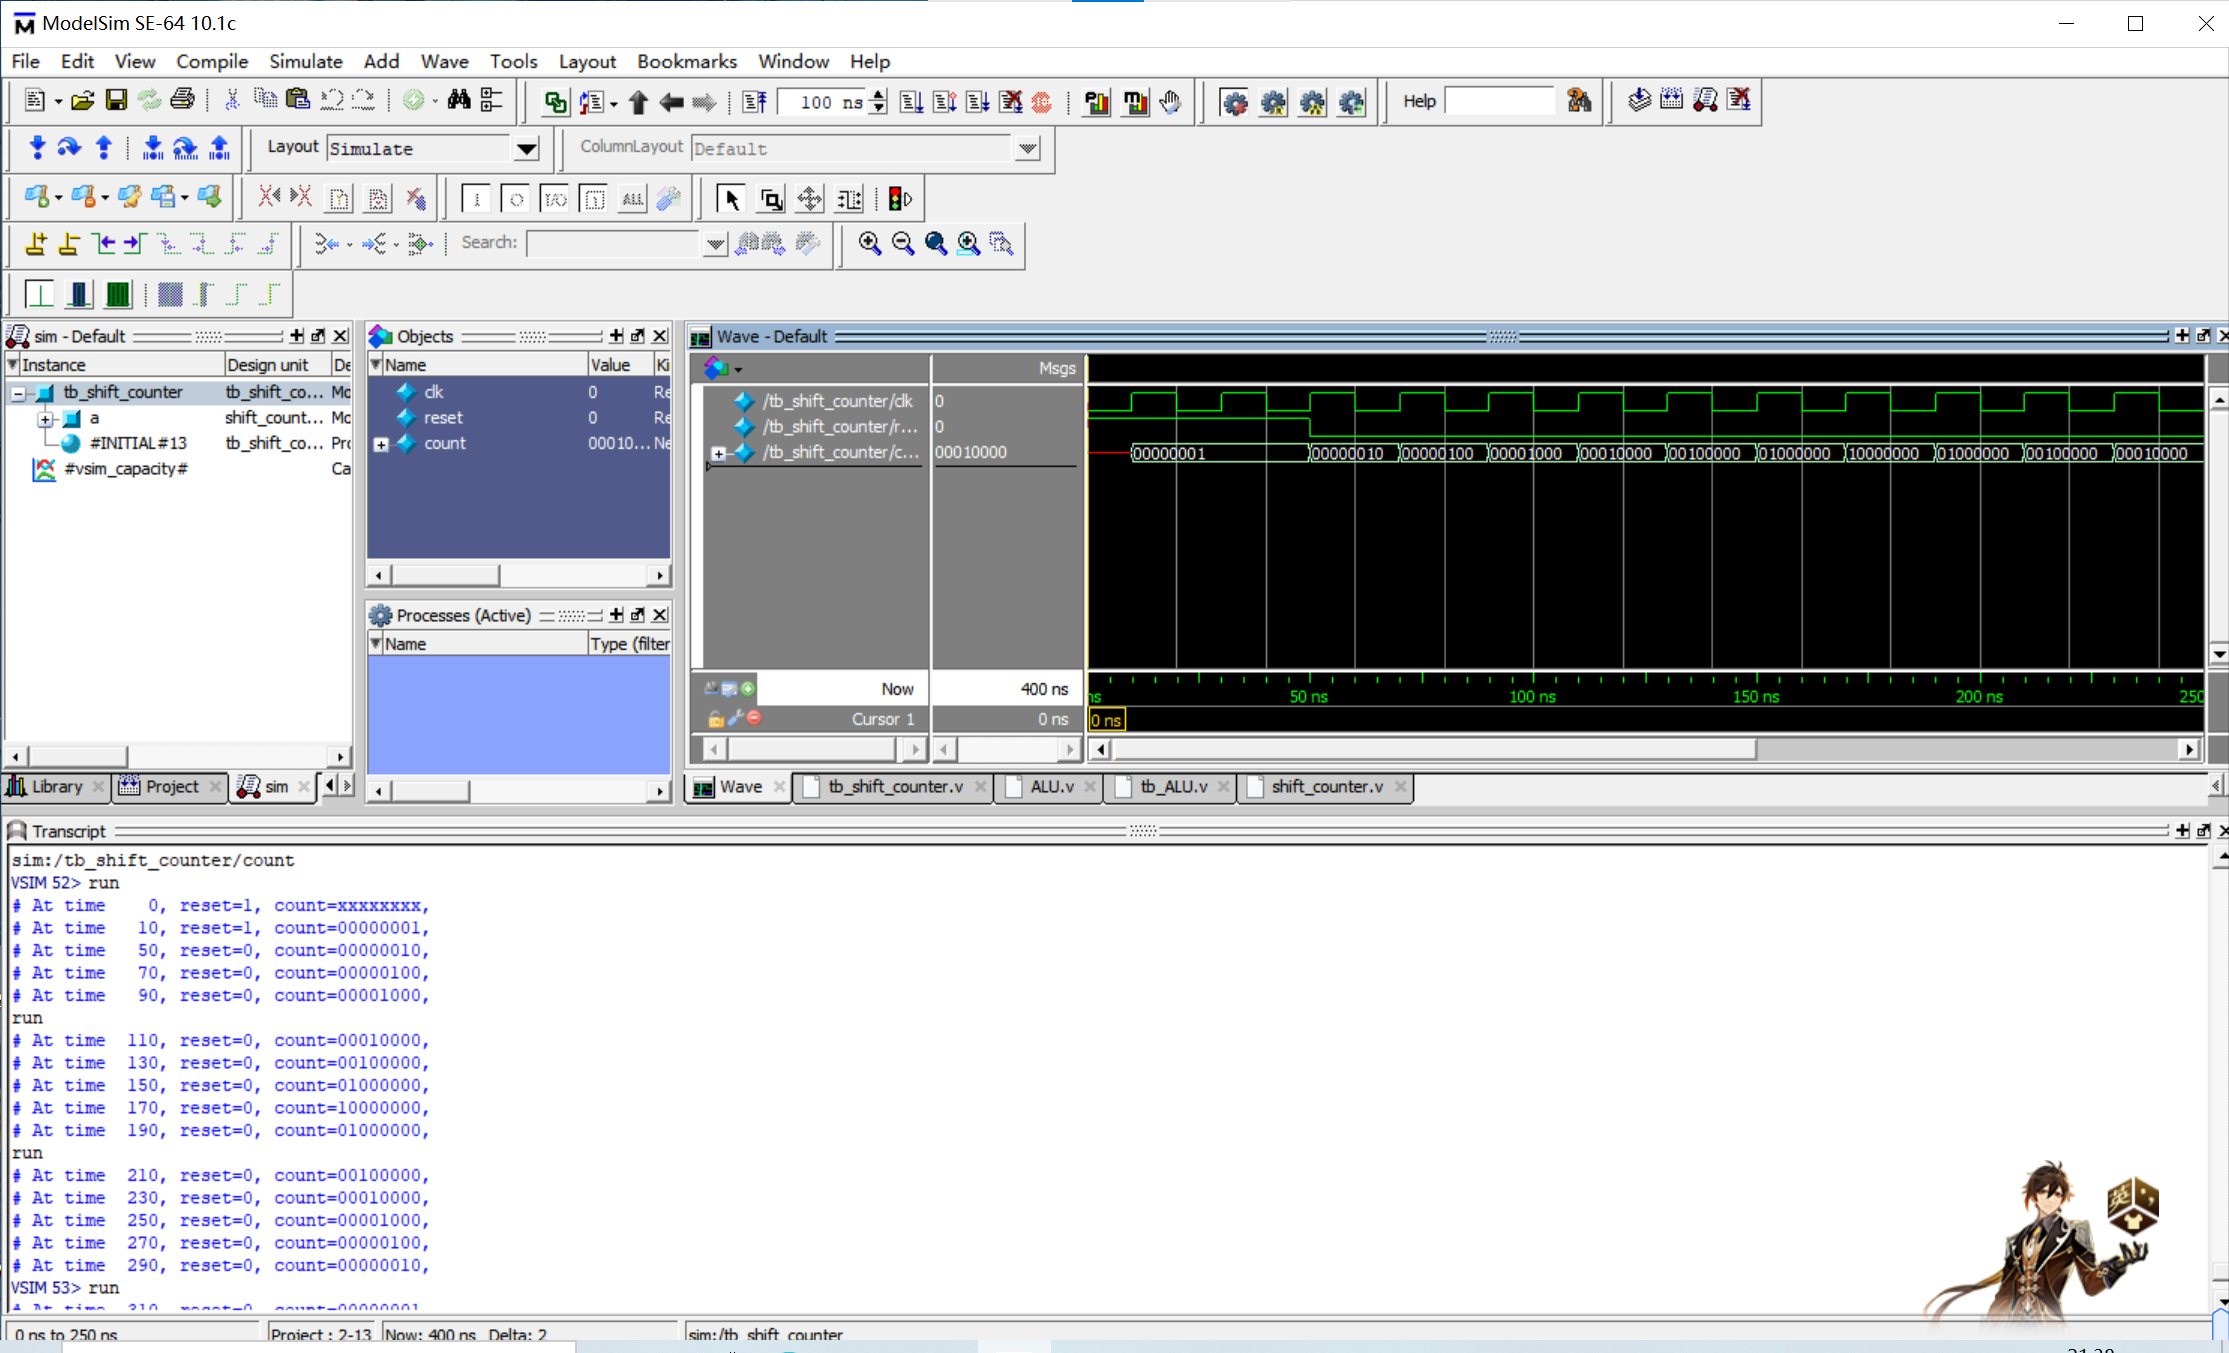 ModelSim SE-64 10.1c
File Edit View Compile Simulate Add Wave Tools Layout Bookmarks Window Help
100 ns
Help
Layout Simulate
ColumnLayout Default
ALL
Search:
sim - Default
Instance Design unit De
tb_shift_counter tb_shift_co... Mo
a shift_count... Mo
#INITIAL#13 tb_shift_co... Pro
#vsim_capacity# Ca
Objects
Name Value Ki
clk 0 Re
reset 0 Re
count 00010... Ne
Processes (Active)
Name Type (filter
Wave - Default
Msgs
/tb_shift_counter/clk 0
/tb_shift_counter/r... 0
/tb_shift_counter/c... 00010000
00000001 00000010 00000100 00001000 00010000 00100000 01000000 10000000 01000000 00100000 00010000
Now 400 ns
ns 50 ns 100 ns 150 ns 200 ns 250
Cursor 1 0 ns
0 ns
Library Project sim
Wave tb_shift_counter.v ALU.v tb_ALU.v shift_counter.v
Transcript
sim:/tb_shift_counter/count
VSIM 52> run
# At time 0, reset=1, count=xxxxxxxx,
# At time 10, reset=1, count=00000001,
# At time 50, reset=0, count=00000010,
# At time 70, reset=0, count=00000100,
# At time 90, reset=0, count=00001000,
run
# At time 110, reset=0, count=00010000,
# At time 130, reset=0, count=00100000,
# At time 150, reset=0, count=01000000,
# At time 170, reset=0, count=10000000,
# At time 190, reset=0, count=01000000,
run
# At time 210, reset=0, count=00100000,
# At time 230, reset=0, count=00010000,
# At time 250, reset=0, count=00001000,
# At time 270, reset=0, count=00000100,
# At time 290, reset=0, count=00000010,
VSIM 53> run
# At time 310, reset=0, count=00000001,
英
0 ns to 250 ns Project : 2-13 Now: 400 ns Delta: 2 sim:/tb_shift_counter